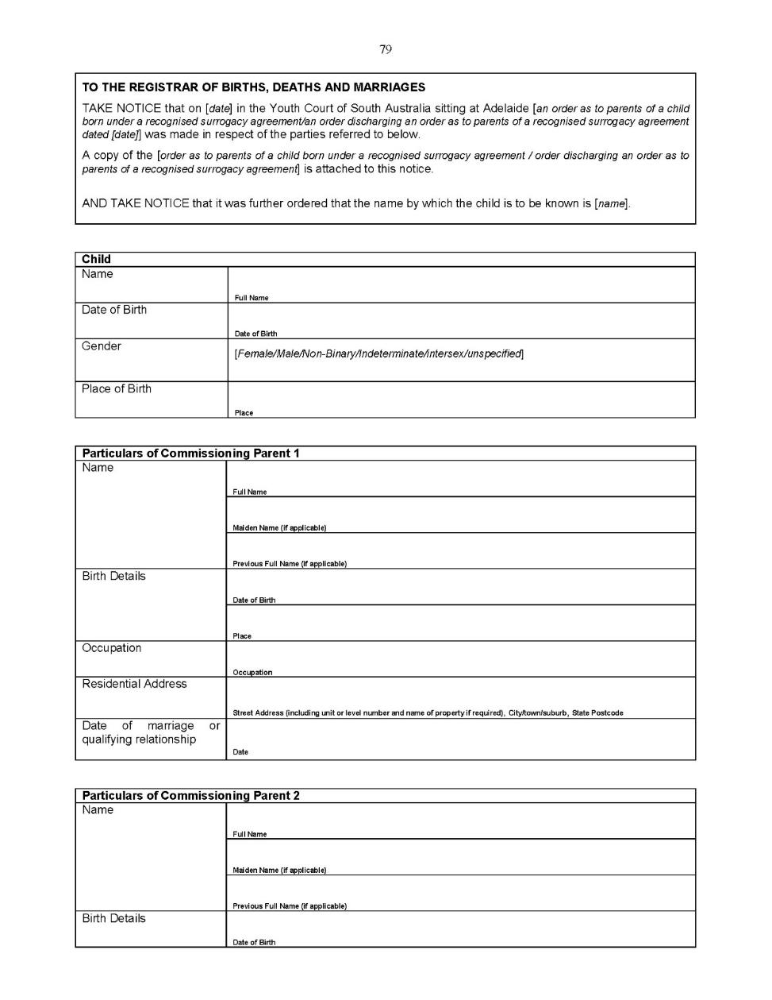 79
TO THE REGISTRAR OF BIRTHS, DEATHS AND MARRIAGES
TAKE NOTICE that on [date] in the Youth Court of South Australia sitting at Adelaide [an order as to parents of a child
born under a recognised surrogacy agreement/an order discharging an order as to parents of a recognised surrogacy agreement
dated [date]] was made in respect of the parties referred to below.
A copy of the [order as to parents of a child born under a recognised surrogacy agreement / order discharging an order as to
parents of a recognised surrogacy agreement] is attached to this notice.
AND TAKE NOTICE that it was further ordered that the name by which the child is to be known is [name].
Child
Name
Full Name
Date of Birth
Date of Birth
Gender
[Female/Male/Non-Binary/Indeterminate/intersex/unspecified]
Place of Birth
Place
Particulars of Commissioning Parent 1
Name
Full Name
Maiden Name (if applicable)
Previous Full Name (if applicable)
Birth Details
Date of Birth
Place
Occupation
Occupation
Residential Address
Street Address (including unit or level number and name of property if required), City/town/suburb, State Postcode
Date of marriage or
qualifying relationship
Date
Particulars of Commissioning Parent 2
Name
Full Name
Maiden Name (if applicable)
Previous Full Name (if applicable)
Birth Details
Date of Birth